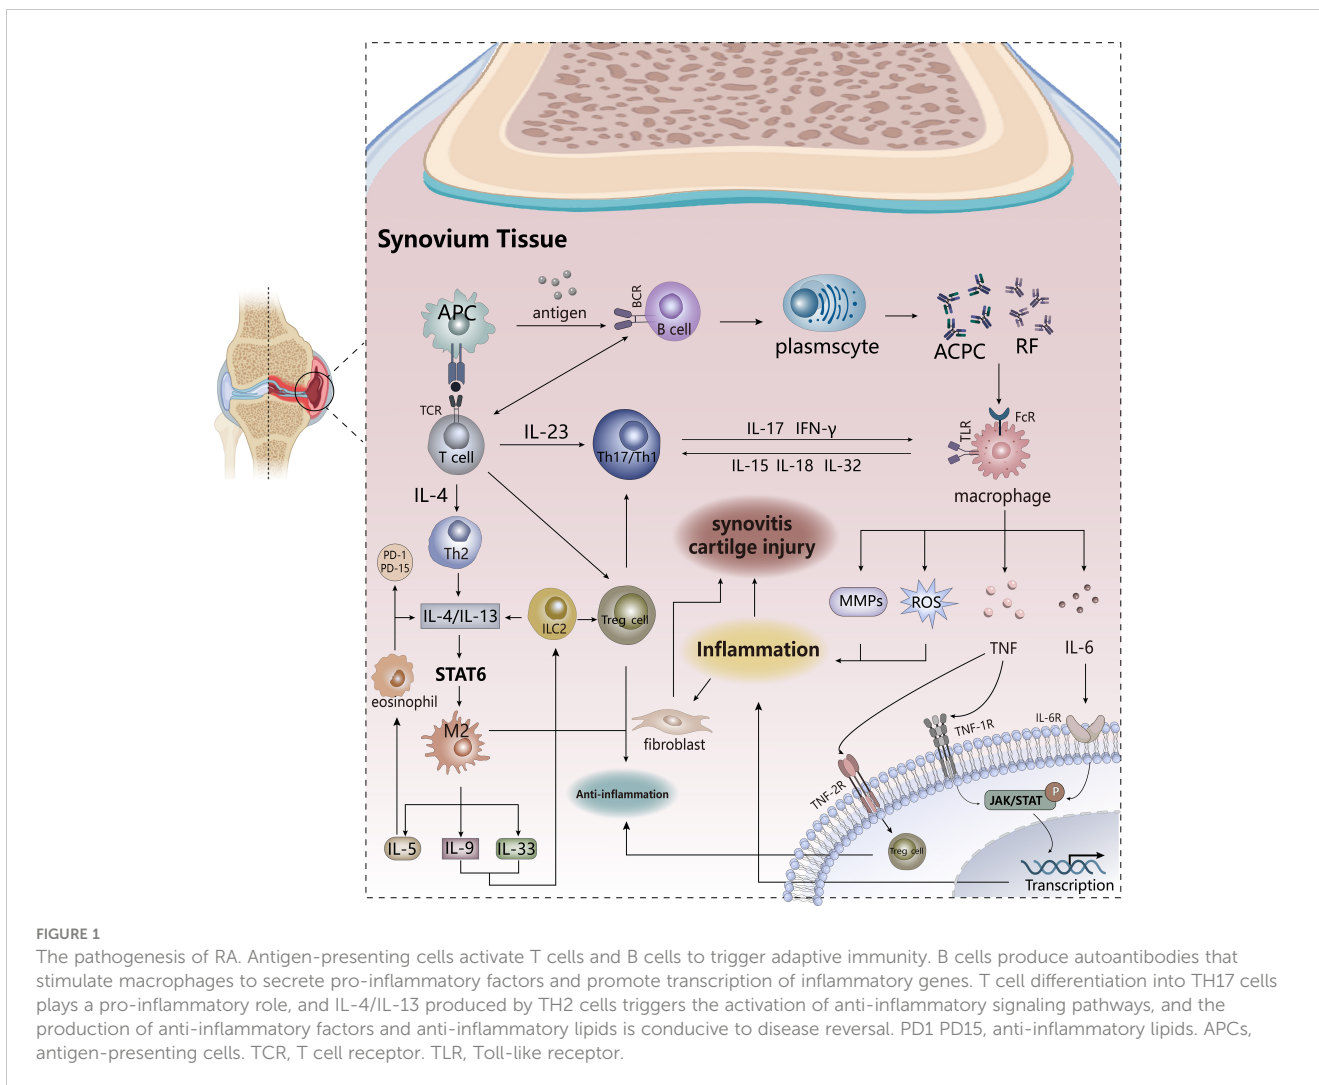 Synovium Tissue
APC
antigen
BCR
B cell
plasmscyte
ACPC
RF
TCR
T cell
IL-23
Th17/Th1
IL-17 IFN-γ
IL-15 IL-18 IL-32
TLR
FcR
macrophage
IL-4
Th2
PD-1
PD-15
IL-4/IL-13
ILC2
Treg cell
synovitis
cartilge injury
MMPs
ROS
TNF
IL-6
Inflammation
STAT6
eosinophil
M2
fibroblast
Anti-inflammation
IL-5
IL-9
IL-33
TNF-2R
TNF-1R
IL-6R
JAK/STAT
P
Treg cell
Transcription
FIGURE 1
The pathogenesis of RA. Antigen-presenting cells activate T cells and B cells to trigger adaptive immunity. B cells produce autoantibodies that
stimulate macrophages to secrete pro-inflammatory factors and promote transcription of inflammatory genes. T cell differentiation into TH17 cells
plays a pro-inflammatory role, and IL-4/IL-13 produced by TH2 cells triggers the activation of anti-inflammatory signaling pathways, and the
production of anti-inflammatory factors and anti-inflammatory lipids is conducive to disease reversal. PD1 PD15, anti-inflammatory lipids. APCs,
antigen-presenting cells. TCR, T cell receptor. TLR, Toll-like receptor.